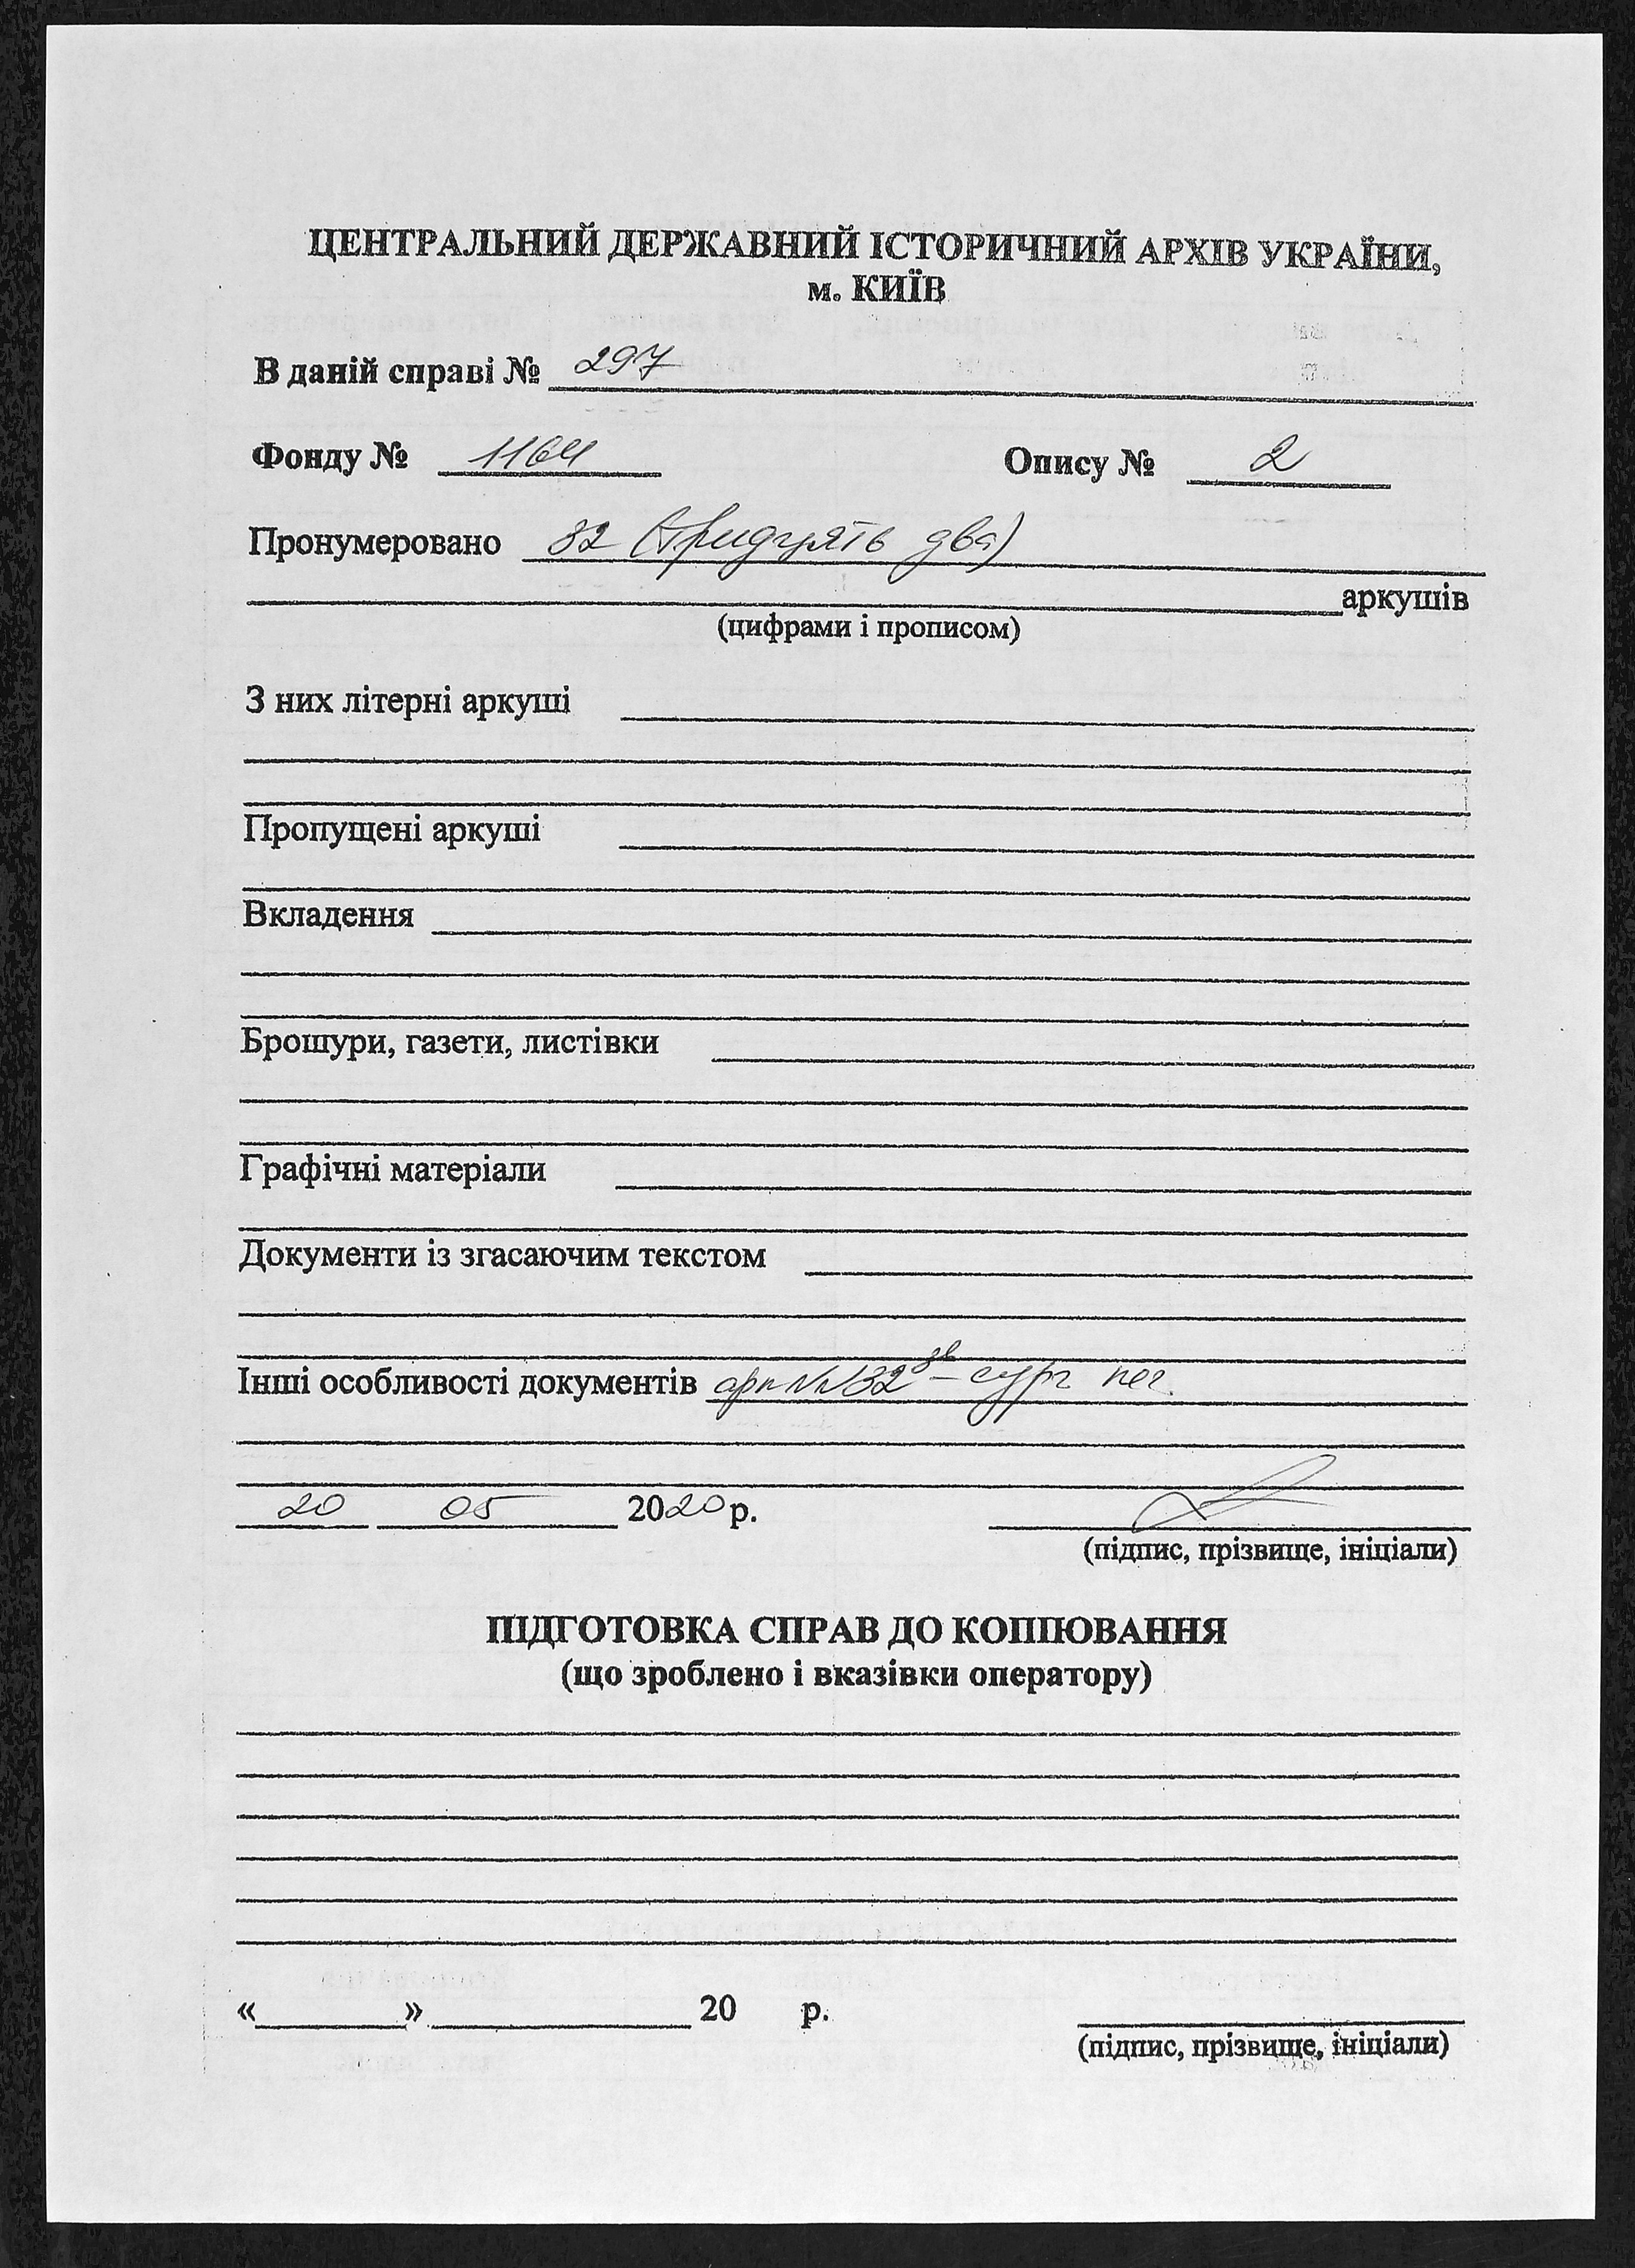 ЦЕНТРАЛЬНИЙ ДЕРЖАВНИЙ ІСТОРИЧНИЙ АРХІВ УКРАЇНИ,
м. КИЇВ
В даній справі № 297
Фонду № 1164 Опису № 2
Пронумеровано 32 (тридцять два)
аркушів
(цифрами і прописом)
З них літерні аркуші
Пропущені аркуші
Вкладення
Брошури, газети, листівки
Графічні матеріали
Документи із згасаючим текстом
Інші особливості документів арк №№32зв – сург печ.
20 05 2020 р.
(підпис, прізвище, ініціали)
ПІДГОТОВКА СПРАВ ДО КОПІЮВАННЯ
(що зроблено і вказівки оператору)
«____» ____ 20 р.
(підпис, прізвище, ініціали)